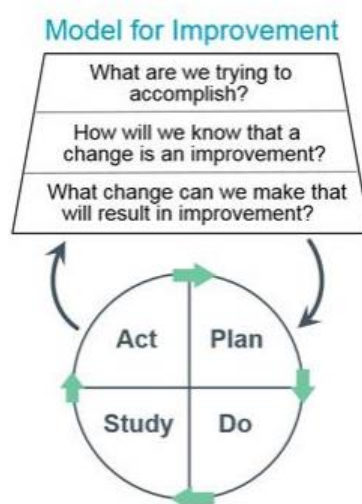 Model for Improvement
What are we trying to
accomplish?
How will we know that a
change is an improvement?
What change can we make that
will result in improvement?
Act
Plan
Study
Do